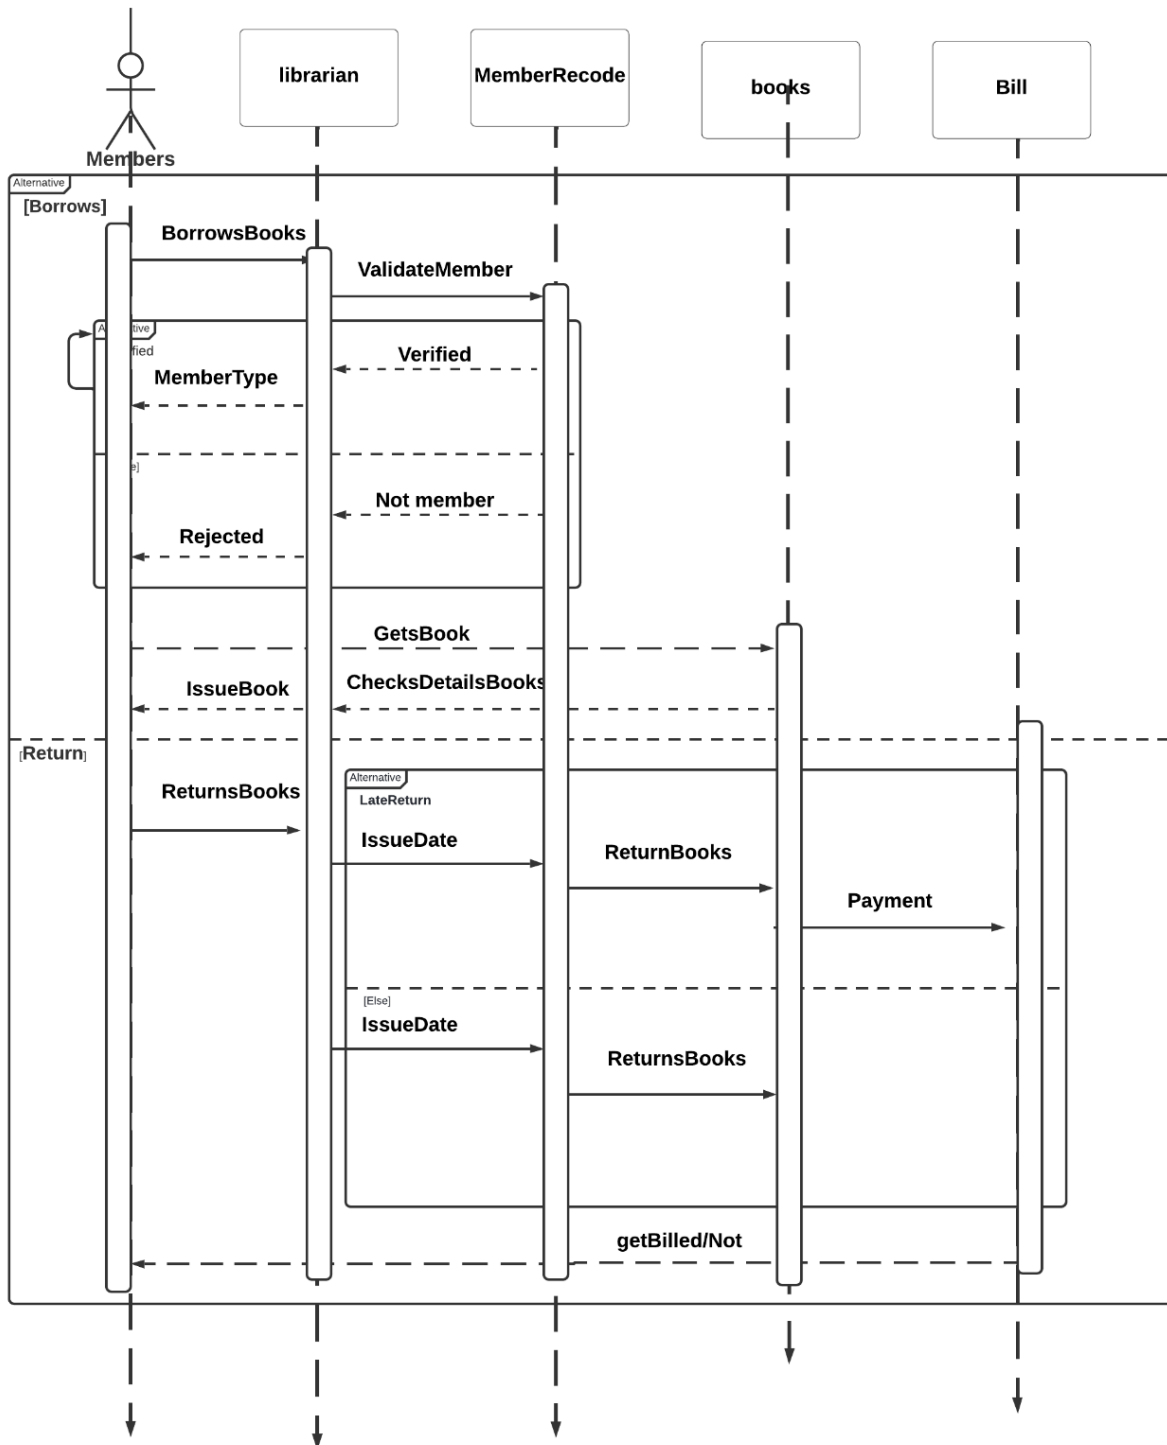 librarian
MemberRecode
books
Bill
Members
Alternative
[Borrows]
BorrowsBooks
ValidateMember
Verified
MemberType
Not member
Rejected
GetsBook
IssueBook
ChecksDetailsBooks
[Return]
Alternative
LateReturn
ReturnsBooks
IssueDate
ReturnBooks
Payment
[Else]
IssueDate
ReturnsBooks
getBilled/Not